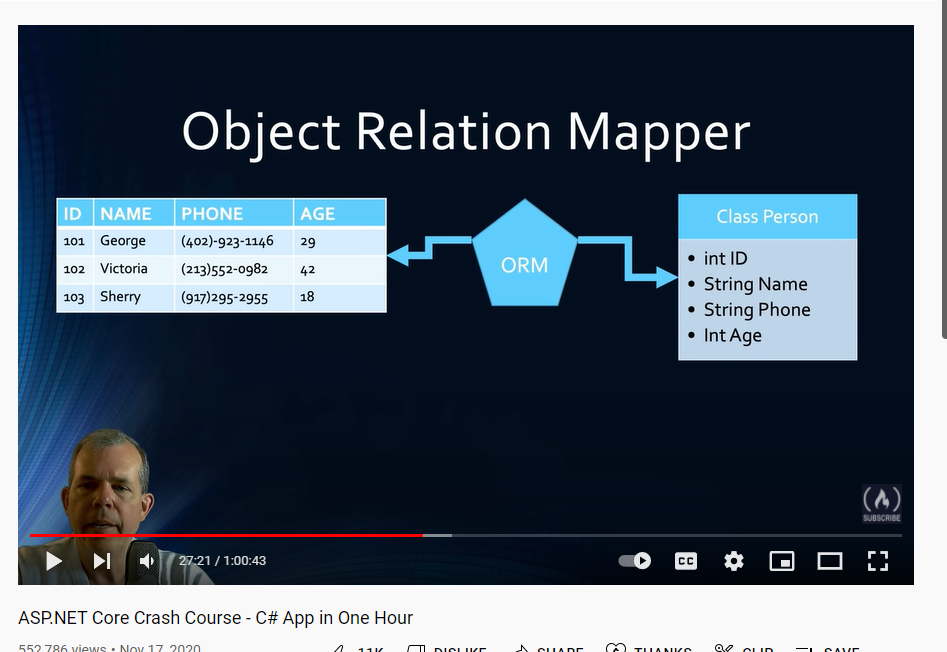 Object Relation Mapper
ID NAME PHONE AGE
101 George (402)-923-1146 29
102 Victoria (213)552-0982 42
103 Sherry (917)295-2955 18
ORM
Class Person
• int ID
• String Name
• String Phone
• Int Age
SUBSCRIBE
27:21 / 1:00:43
CC
ASP.NET Core Crash Course - C# App in One Hour
552,786 views • Nov 17, 2020 11K DISLIKE SHARE THANKS CLIP SAVE